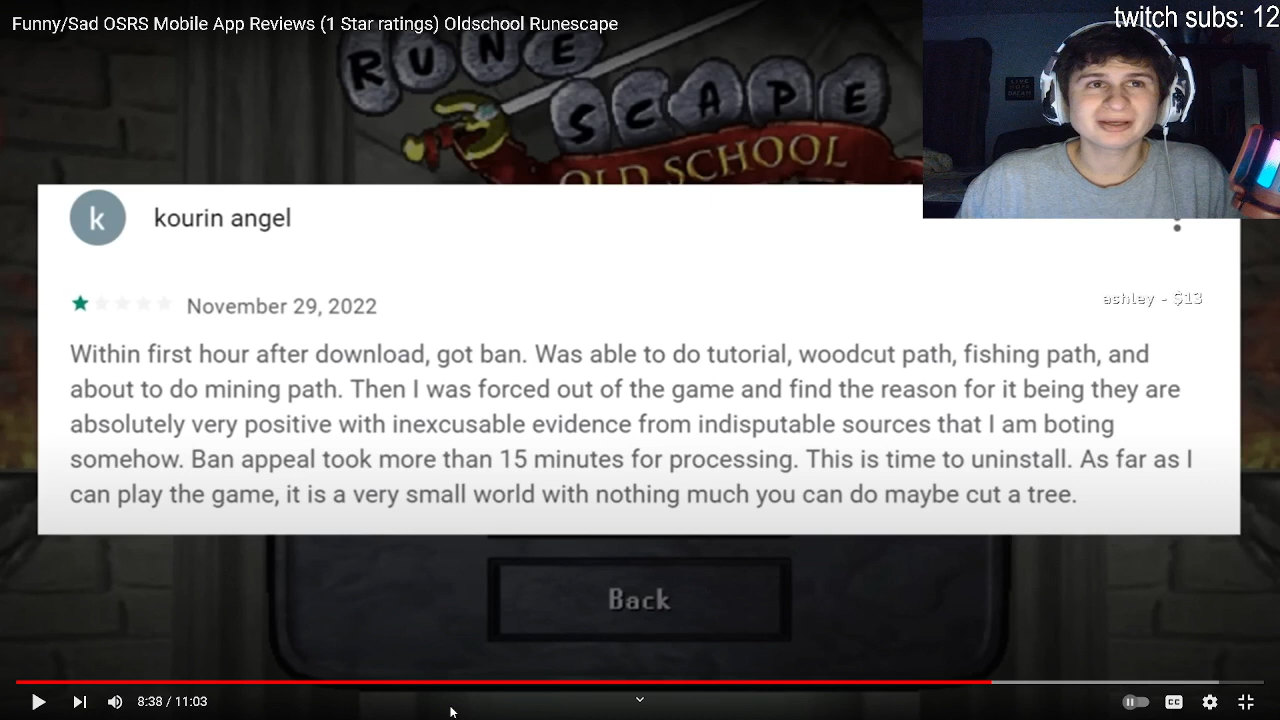 Funny/Sad OSRS Mobile App Reviews (1 Star ratings) Oldschool Runescape
twitch subs: 12
RUNE
SCAPE
OLD SCHOOL
k
kourin angel
November 29, 2022
ashley - $13
Within first hour after download, got ban. Was able to do tutorial, woodcut path, fishing path, and
about to do mining path. Then I was forced out of the game and find the reason for it being they are
absolutely very positive with inexcusable evidence from indisputable sources that I am boting
somehow. Ban appeal took more than 15 minutes for processing. This is time to uninstall. As far as I
can play the game, it is a very small world with nothing much you can do maybe cut a tree.
Back
8:38 / 11:03
CC